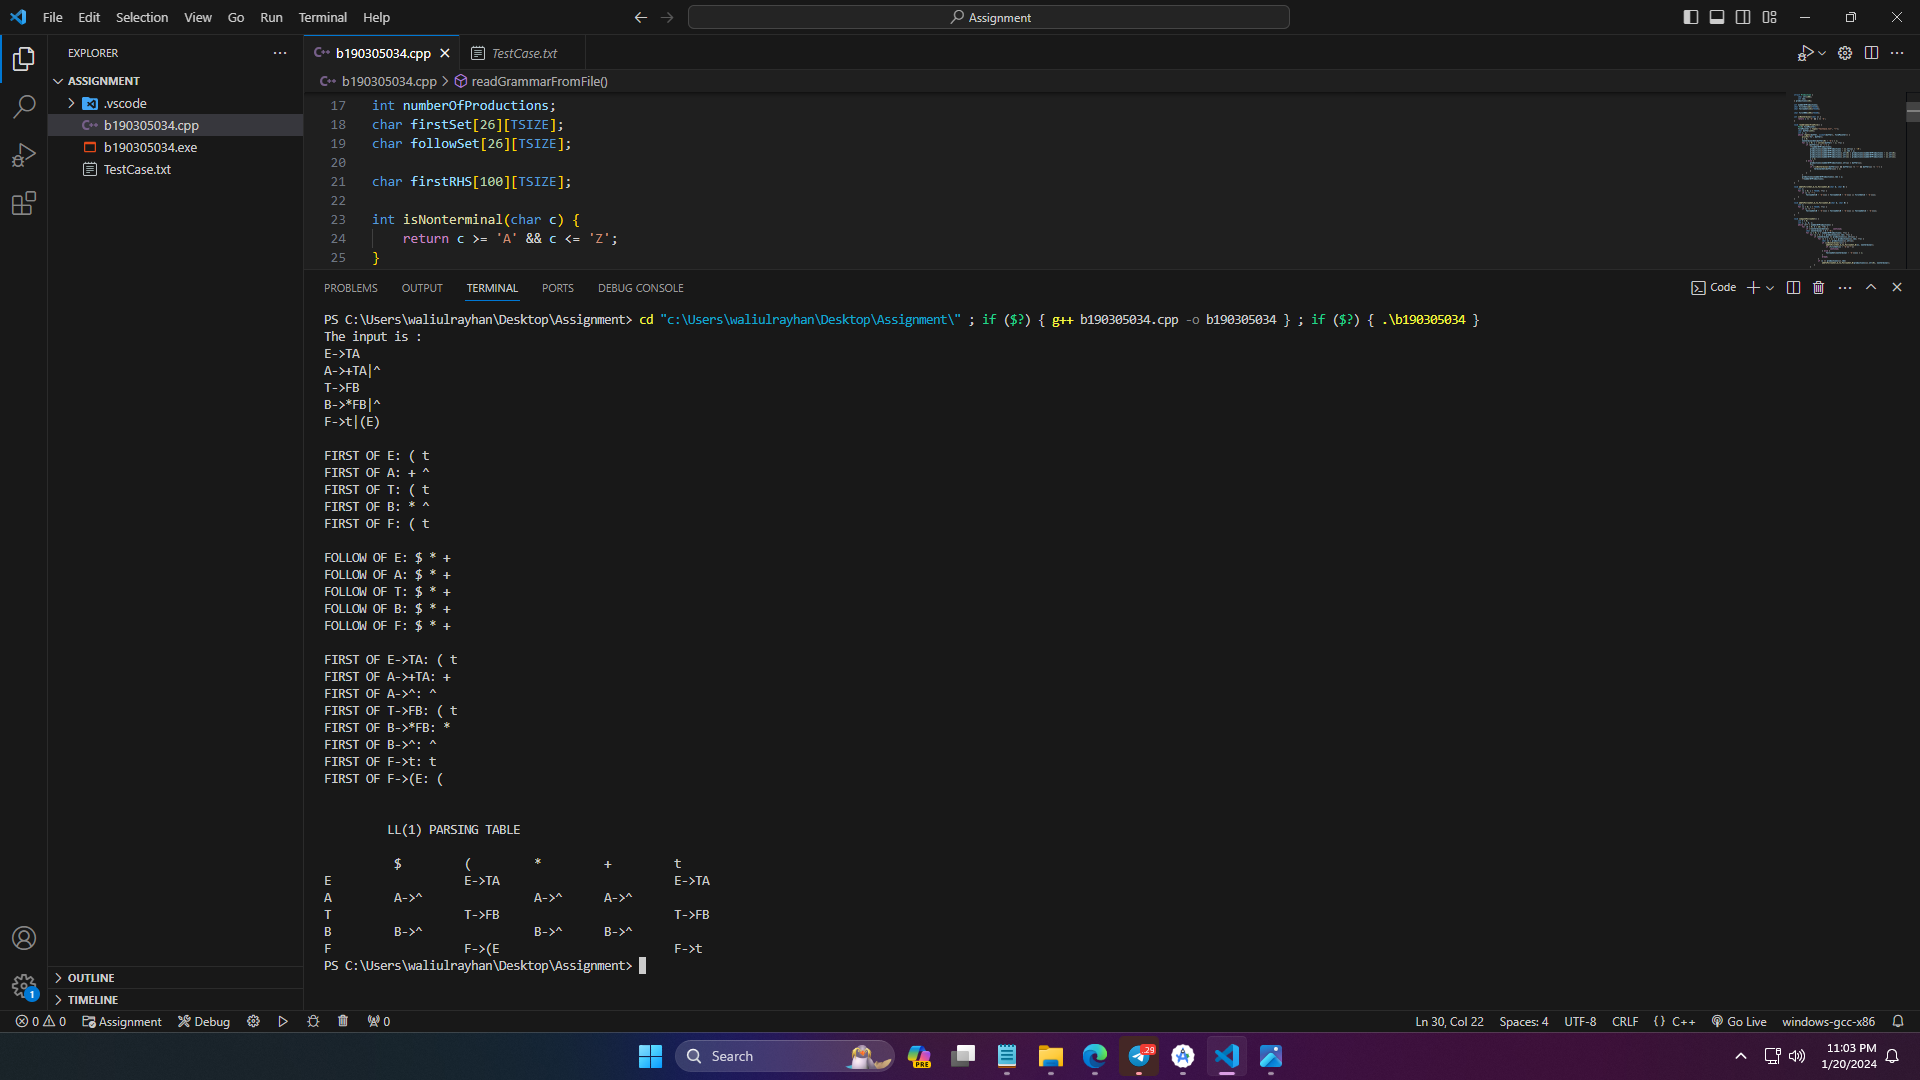 File Edit Selection View Go Run Terminal Help
Assignment
EXPLORER
ASSIGNMENT
.vscode
b190305034.cpp
b190305034.exe
TestCase.txt
OUTLINE
TIMELINE
b190305034.cpp
TestCase.txt
b190305034.cpp > readGrammarFromFile()
17 int numberOfProductions;
18 char firstSet[26][TSIZE];
19 char followSet[26][TSIZE];
20
21 char firstRHS[100][TSIZE];
22
23 int isNonterminal(char c) {
24 return c >= 'A' && c <= 'Z';
25 }
PROBLEMS OUTPUT TERMINAL PORTS DEBUG CONSOLE
Code
PS C:\Users\waliulrayhan\Desktop\Assignment> cd "c:\Users\waliulrayhan\Desktop\Assignment\" ; if ($?) { g++ b190305034.cpp -o b190305034 } ; if ($?) { .\b190305034 }
The input is :
E->TA
A->+TA|^
T->FB
B->*FB|^
F->t|(E)
FIRST OF E: ( t
FIRST OF A: + ^
FIRST OF T: ( t
FIRST OF B: * ^
FIRST OF F: ( t
FOLLOW OF E: $ * +
FOLLOW OF A: $ * +
FOLLOW OF T: $ * +
FOLLOW OF B: $ * +
FOLLOW OF F: $ * +
FIRST OF E->TA: ( t
FIRST OF A->+TA: +
FIRST OF A->^: ^
FIRST OF T->FB: ( t
FIRST OF B->*FB: *
FIRST OF B->^: ^
FIRST OF F->t: t
FIRST OF F->(E: (
LL(1) PARSING TABLE
$ ( * + t
E E->TA E->TA
A A->^ A->^ A->^
T T->FB T->FB
B B->^ B->^ B->^
F F->(E F->t
PS C:\Users\waliulrayhan\Desktop\Assignment>
1
0 0 Assignment Debug 0
Ln 30, Col 22 Spaces: 4 UTF-8 CRLF {} C++ Go Live windows-gcc-x86
Search
PRE
29
11:03 PM
1/20/2024